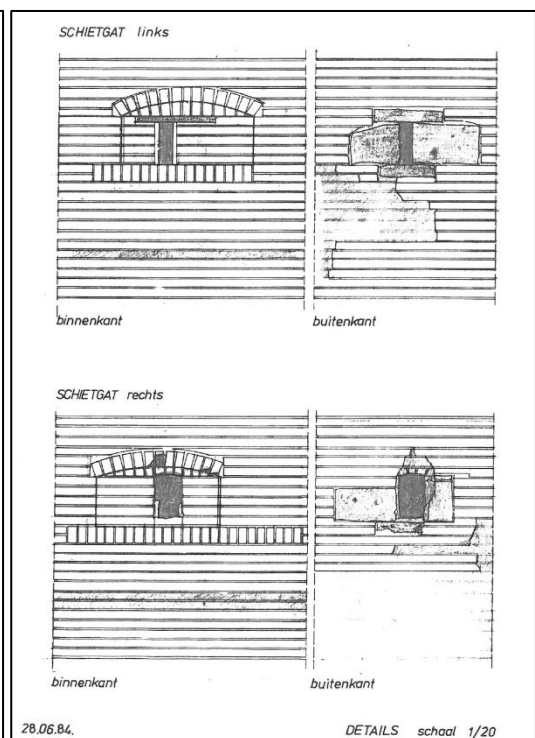 SCHIETGAT links
binnenkant
buitenkant
SCHIETGAT rechts
binnenkant
buitenkant
28.06.84.
DETAILS schaal 1/20